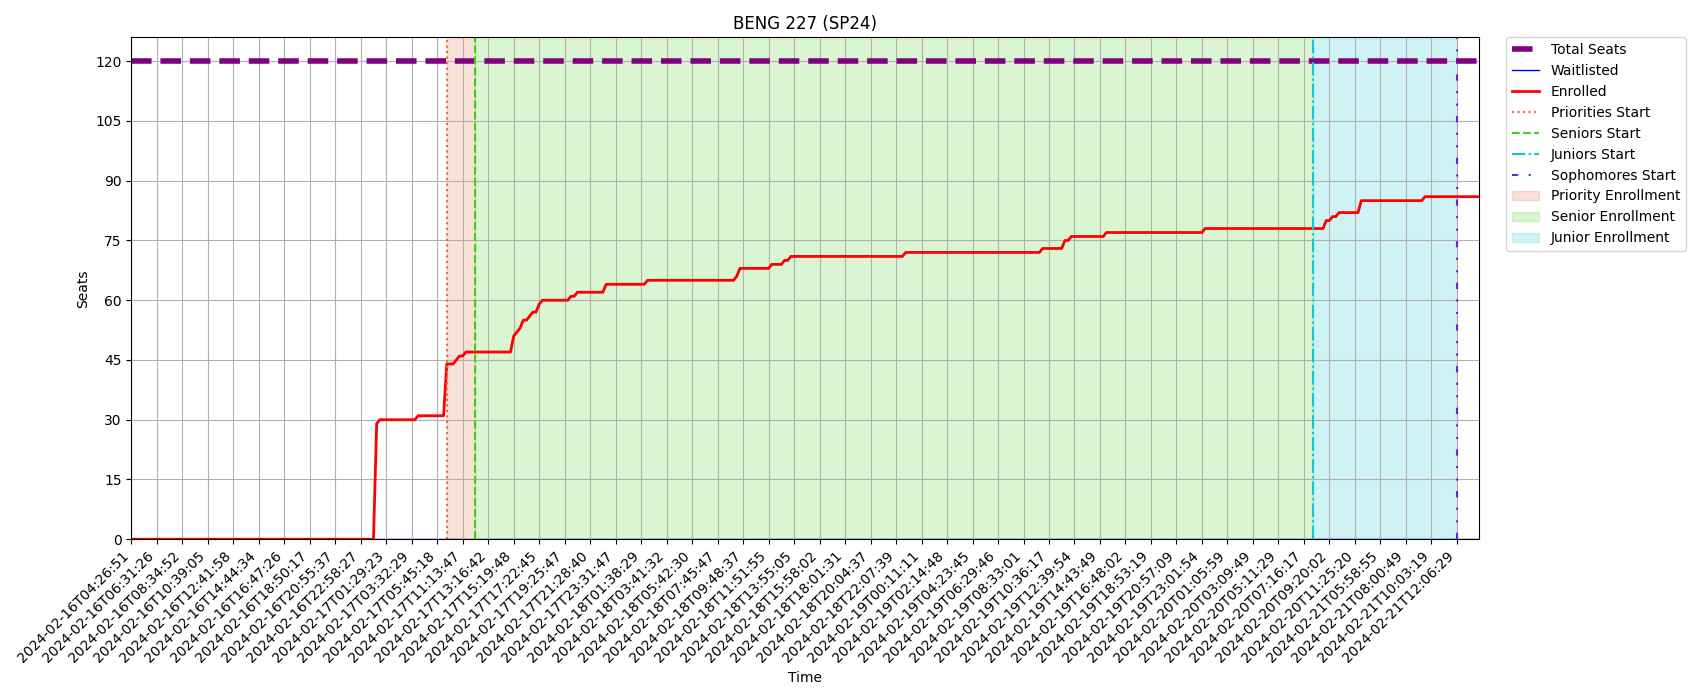 BENG 227 (SP24)
Seats
120
105
90
75
60
45
30
15
0
2024-02-16T04:26:51
2024-02-16T06:31:26
2024-02-16T08:34:52
2024-02-16T10:39:05
2024-02-16T12:41:58
2024-02-16T14:44:34
2024-02-16T16:47:26
2024-02-16T18:50:17
2024-02-16T20:55:37
2024-02-16T22:58:27
2024-02-17T01:29:23
2024-02-17T03:32:29
2024-02-17T05:45:18
2024-02-17T11:13:47
2024-02-17T13:16:42
2024-02-17T15:19:48
2024-02-17T17:22:45
2024-02-17T19:25:47
2024-02-17T21:28:40
2024-02-17T23:31:47
2024-02-18T01:38:29
2024-02-18T03:41:32
2024-02-18T05:42:30
2024-02-18T07:45:47
2024-02-18T09:48:37
2024-02-18T11:51:55
2024-02-18T13:55:05
2024-02-18T15:58:02
2024-02-18T18:01:31
2024-02-18T20:04:37
2024-02-18T22:07:39
2024-02-19T00:11:11
2024-02-19T02:14:48
2024-02-19T04:23:45
2024-02-19T06:29:46
2024-02-19T08:33:01
2024-02-19T10:36:17
2024-02-19T12:39:54
2024-02-19T14:43:49
2024-02-19T16:48:02
2024-02-19T18:53:19
2024-02-19T20:57:09
2024-02-19T23:01:54
2024-02-20T01:05:59
2024-02-20T03:09:49
2024-02-20T05:11:29
2024-02-20T07:16:17
2024-02-20T09:20:02
2024-02-20T11:25:20
2024-02-21T05:58:55
2024-02-21T08:00:49
2024-02-21T10:03:19
2024-02-21T12:06:29
Time
Total Seats
Waitlisted
Enrolled
Priorities Start
Seniors Start
Juniors Start
Sophomores Start
Priority Enrollment
Senior Enrollment
Junior Enrollment